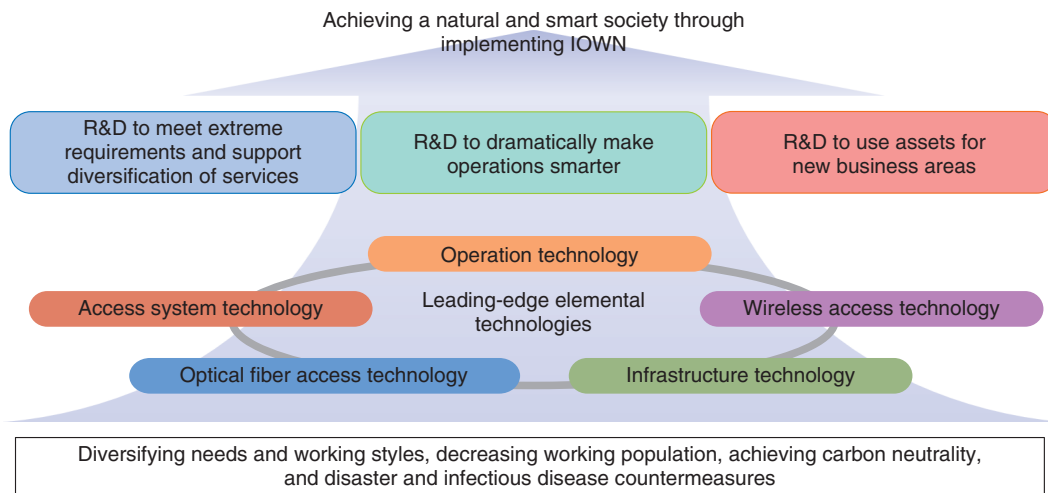 Achieving a natural and smart society through
implementing IOWN
R&D to meet extreme
requirements and support
diversification of services
R&D to dramatically make
operations smarter
R&D to use assets for
new business areas
Operation technology
Access system technology
Leading-edge elemental
technologies
Wireless access technology
Optical fiber access technology
Infrastructure technology
Diversifying needs and working styles, decreasing working population, achieving carbon neutrality,
and disaster and infectious disease countermeasures